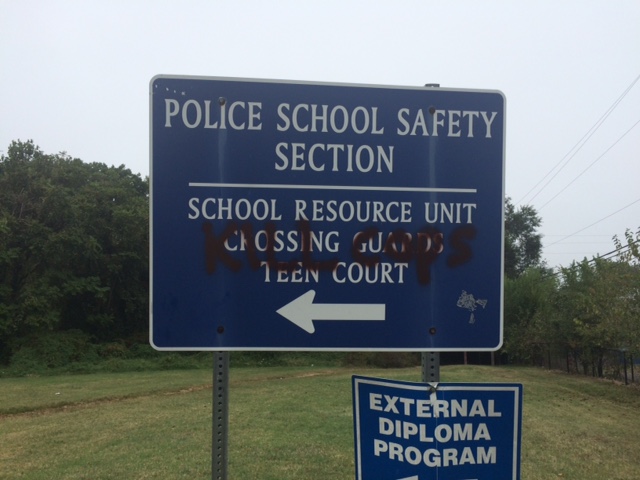 POLICE SCHOOL SAFETY
SECTION
SCHOOL RESOURCE UNIT
CROSSING GUARDS
KILL COPS
TEEN COURT
EXTERNAL
DIPLOMA
PROGRAM